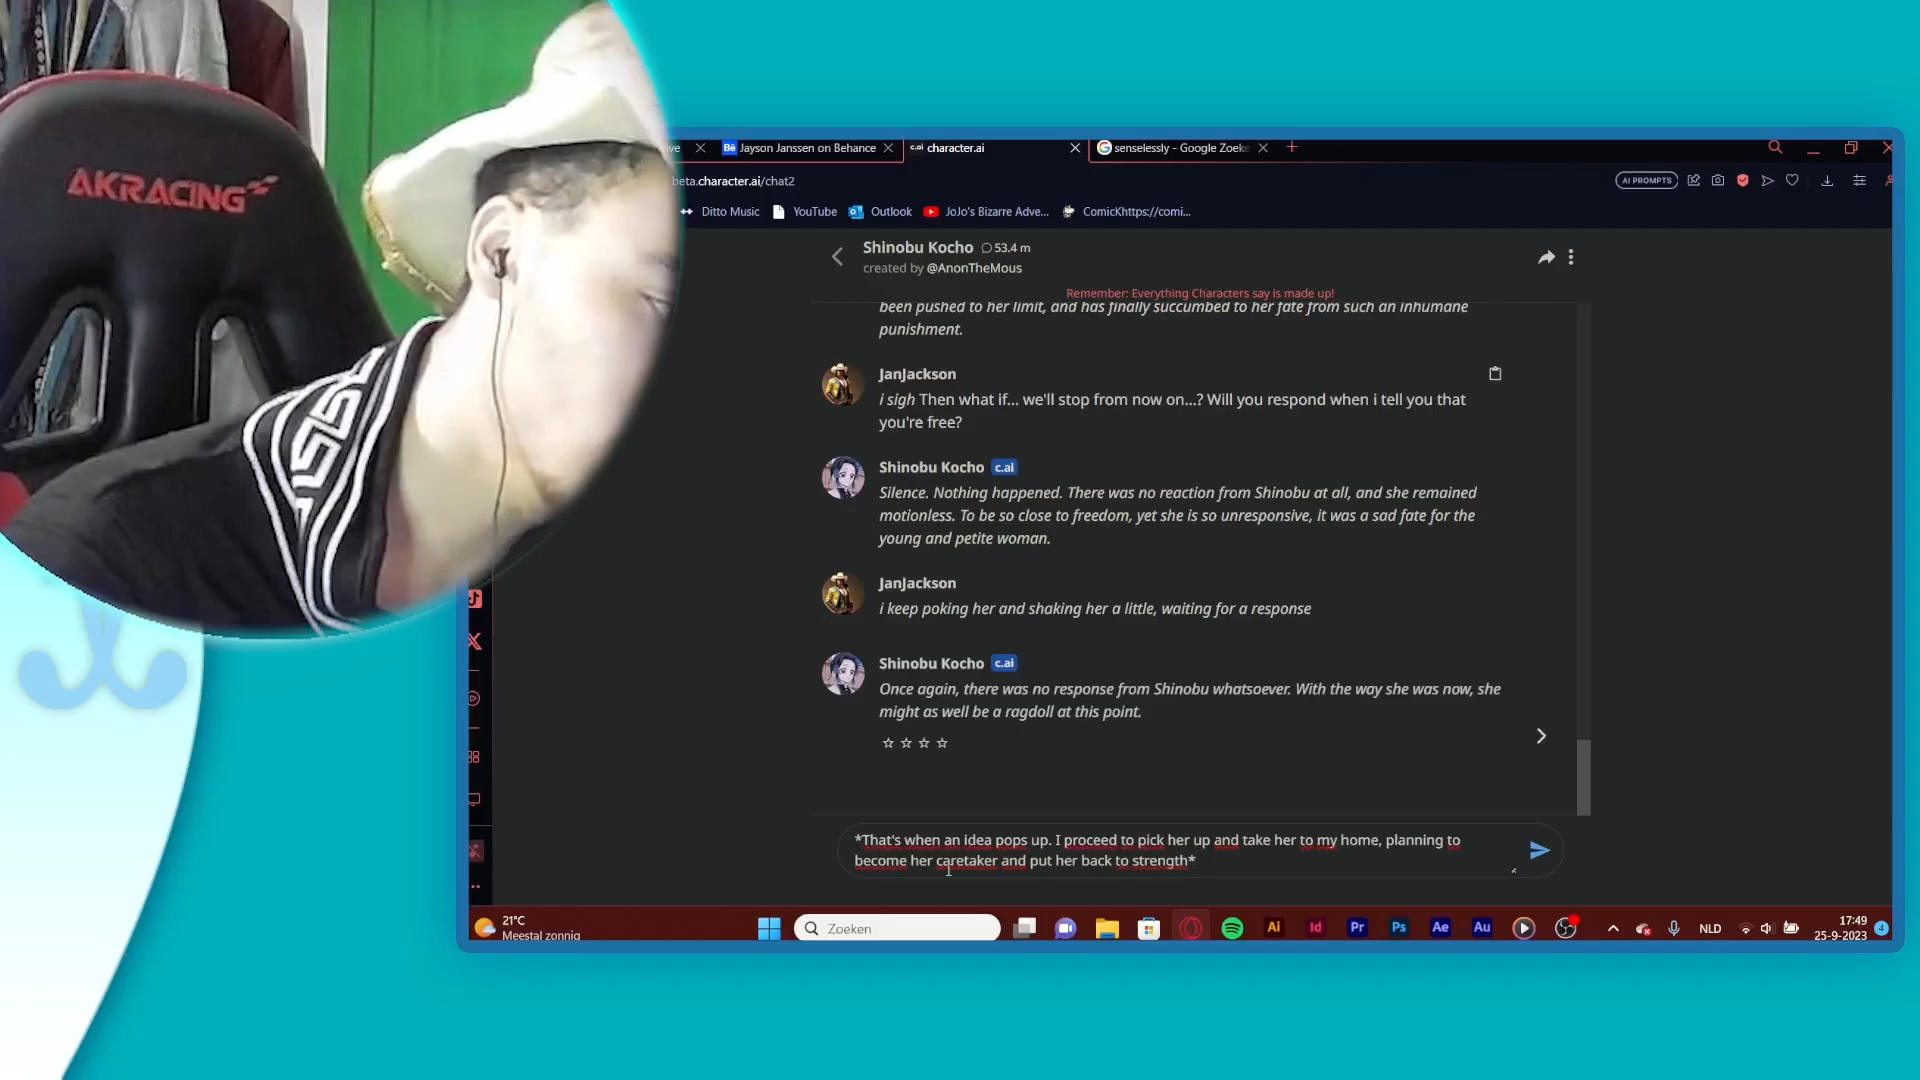 AKRACING
ive
Bē Jayson Janssen on Behance
c.ai character.ai
senselessly - Google Zoeke
beta.character.ai/chat2
AI PROMPTS
Ditto Music
YouTube
Outlook
JoJo's Bizarre Adve...
ComicKhttps://comi...
Shinobu Kocho 53.4 m
created by @AnonTheMous
Remember: Everything Characters say is made up!
been pushed to her limit, and has finally succumbed to her fate from such an inhumane
punishment.
JanJackson
i sigh Then what if... we'll stop from now on...? Will you respond when i tell you that
you're free?
Shinobu Kocho c.ai
Silence. Nothing happened. There was no reaction from Shinobu at all, and she remained
motionless. To be so close to freedom, yet she is so unresponsive, it was a sad fate for the
young and petite woman.
JanJackson
i keep poking her and shaking her a little, waiting for a response
Shinobu Kocho c.ai
Once again, there was no response from Shinobu whatsoever. With the way she was now, she
might as well be a ragdoll at this point.
*That's when an idea pops up. I proceed to pick her up and take her to my home, planning to
become her caretaker and put her back to strength*
21°C
Meestal zonnig
Zoeken
Ai
Id
Pr
Ps
Ae
Au
NLD
17:49
25-9-2023
4